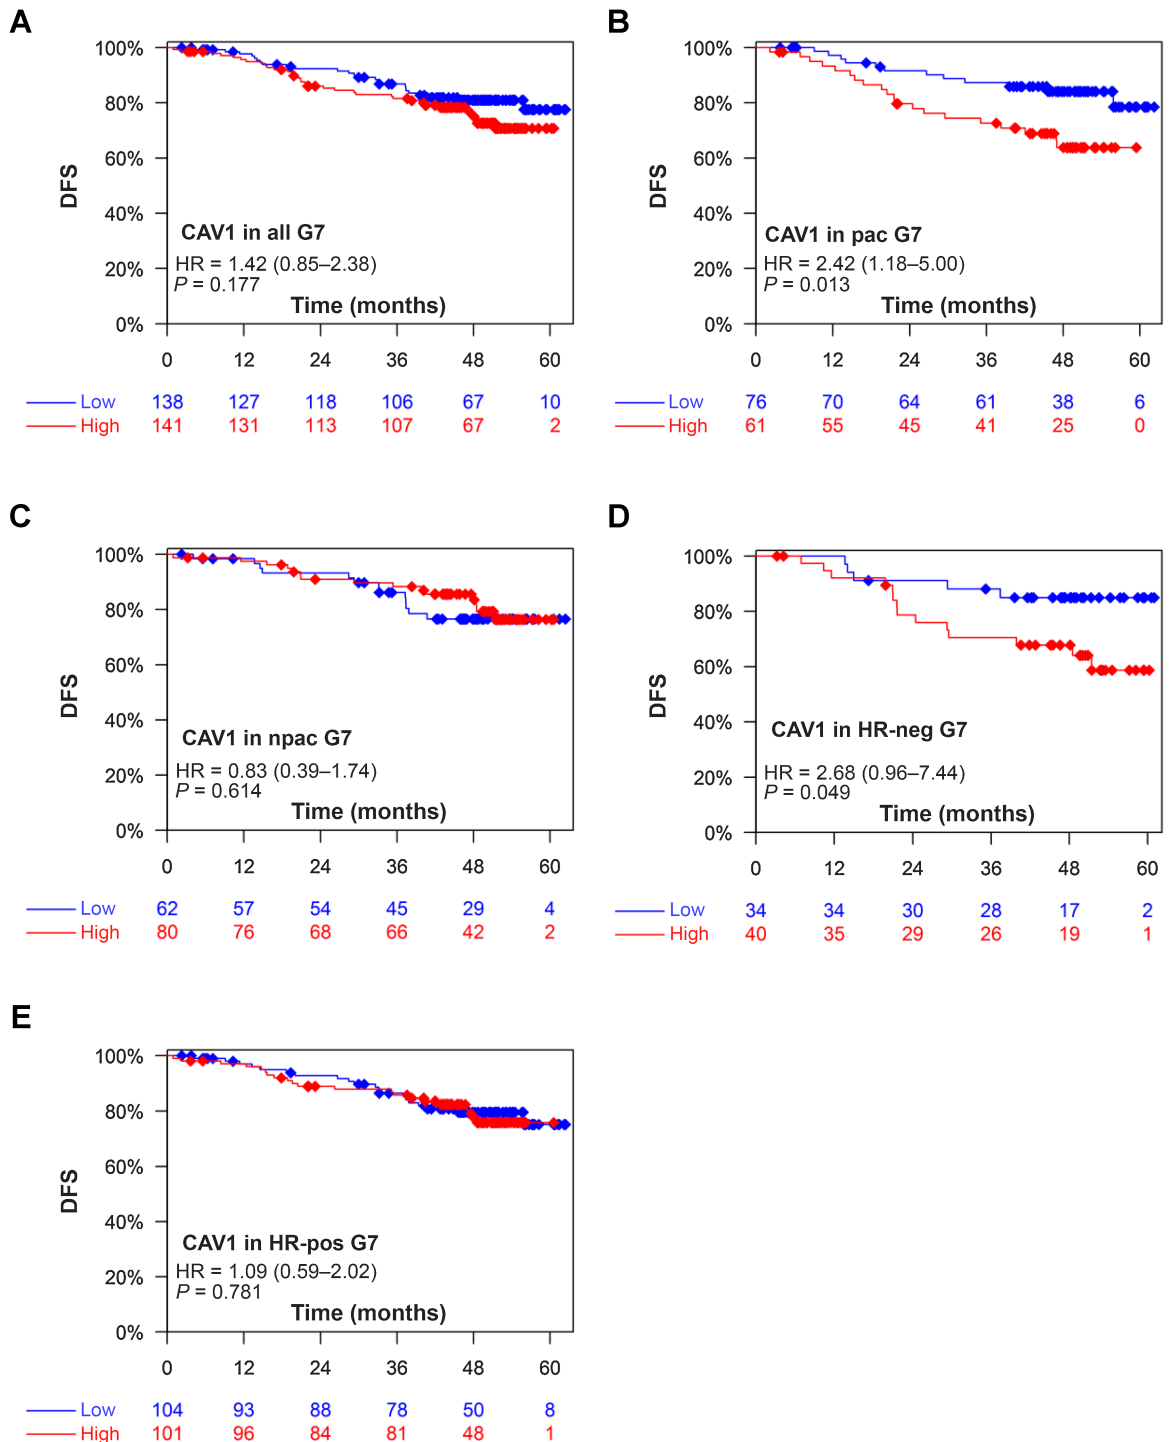 A
100%
80%
60%
40%
20%
0%
DFS
CAV1 in all G7
HR = 1.42 (0.85–2.38)
P = 0.177
Time (months)
0 12 24 36 48 60
Low 138 127 118 106 67 10
High 141 131 113 107 67 2
B
100%
80%
60%
40%
20%
0%
DFS
CAV1 in pac G7
HR = 2.42 (1.18–5.00)
P = 0.013
Time (months)
0 12 24 36 48 60
Low 76 70 64 61 38 6
High 61 55 45 41 25 0
C
100%
80%
60%
40%
20%
0%
DFS
CAV1 in npac G7
HR = 0.83 (0.39–1.74)
P = 0.614
Time (months)
0 12 24 36 48 60
Low 62 57 54 45 29 4
High 80 76 68 66 42 2
D
100%
80%
60%
40%
20%
0%
DFS
CAV1 in HR-neg G7
HR = 2.68 (0.96–7.44)
P = 0.049
Time (months)
0 12 24 36 48 60
Low 34 34 30 28 17 2
High 40 35 29 26 19 1
E
100%
80%
60%
40%
20%
0%
DFS
CAV1 in HR-pos G7
HR = 1.09 (0.59–2.02)
P = 0.781
Time (months)
0 12 24 36 48 60
Low 104 93 88 78 50 8
High 101 96 84 81 48 1